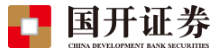 国开证券
CHINA DEVELOPMENT BANK SECURITIES